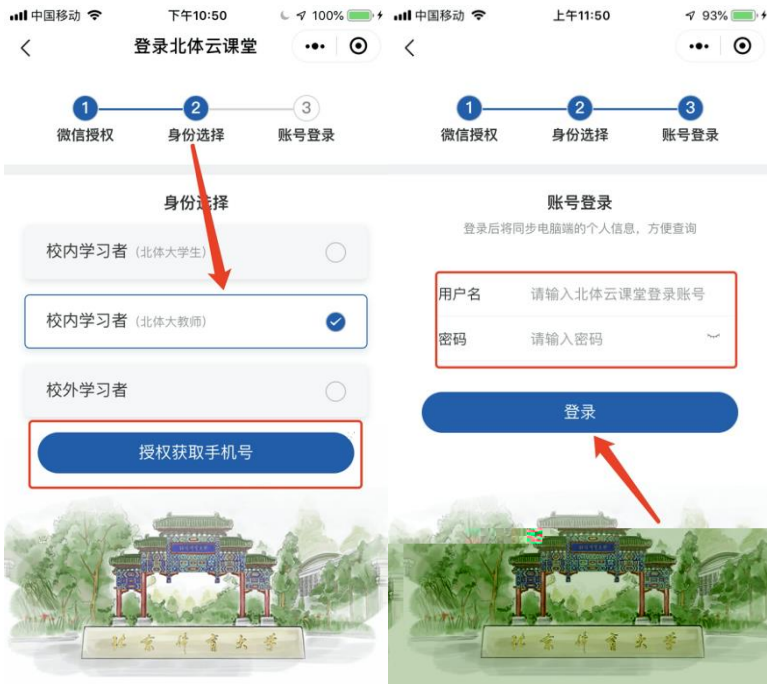 中国移动
下午10:50
100%
登录北体云课堂
1
2
3
微信授权
身份选择
账号登录
身份选择
校内学习者（北体大学生）
校内学习者（北体大教师）
校外学习者
授权获取手机号
北京体育大学
中国移动
上午11:50
93%
1
2
3
微信授权
身份选择
账号登录
账号登录
登录后将同步电脑端的个人信息，方便查询
用户名 请输入北体云课堂登录账号
密码 请输入密码
登录
北京体育大学